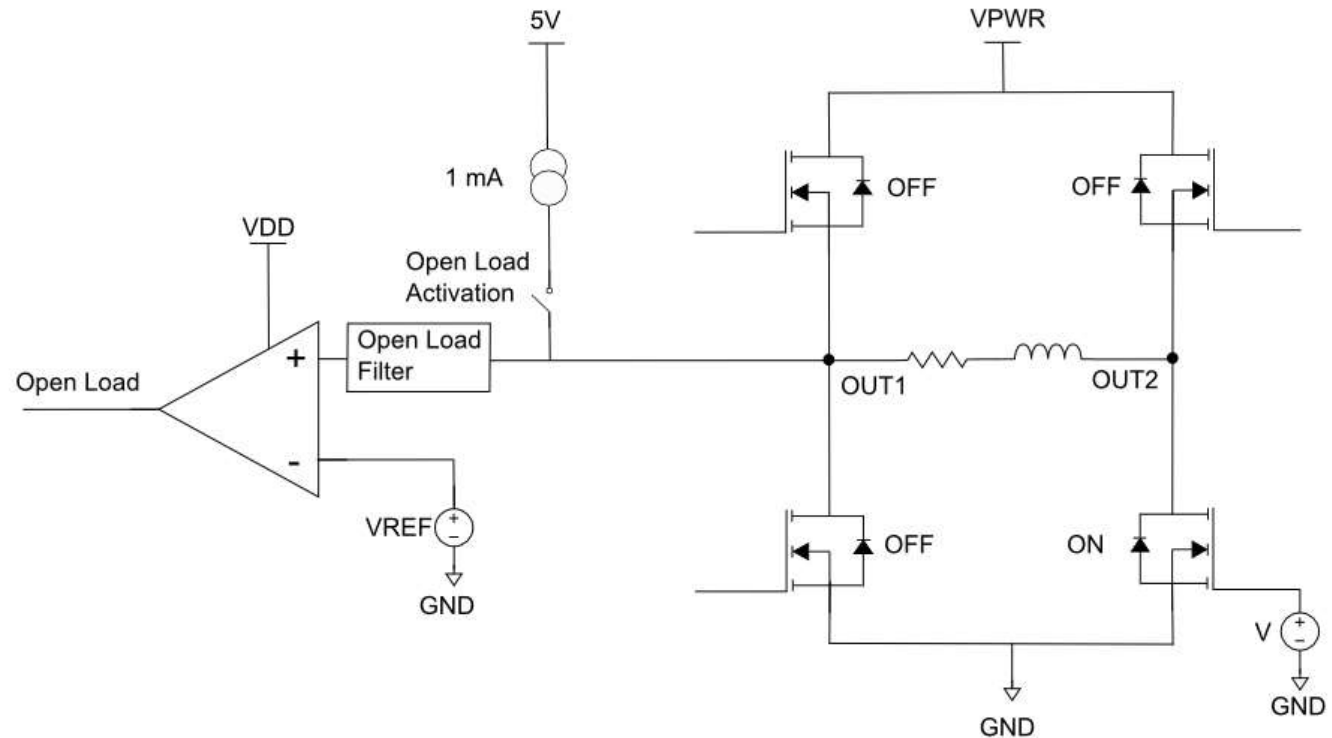 5V
VPWR
1 mA
OFF
OFF
VDD
Open Load
Activation
+
Open Load
Filter
Open Load
OUT1
OUT2
-
VREF
+
-
GND
OFF
ON
V
+
-
GND
GND